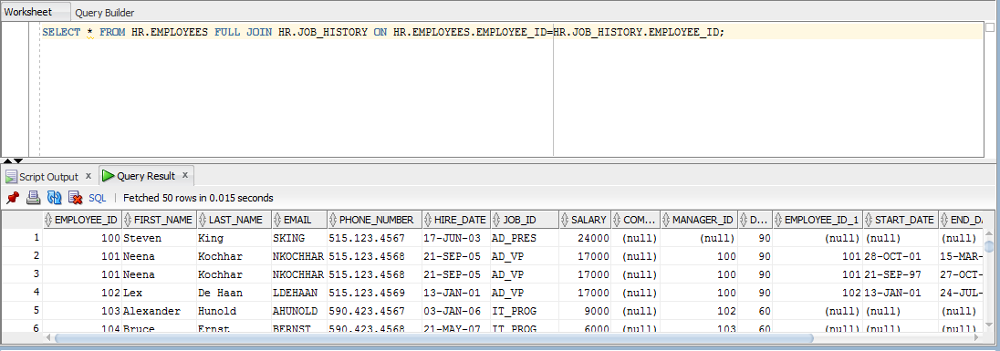 Worksheet Query Builder
SELECT * FROM HR.EMPLOYEES FULL JOIN HR.JOB_HISTORY ON HR.EMPLOYEES.EMPLOYEE_ID=HR.JOB_HISTORY.EMPLOYEE_ID;
Script Output x Query Result x
SQL | Fetched 50 rows in 0.015 seconds
EMPLOYEE_ID FIRST_NAME LAST_NAME EMAIL PHONE_NUMBER HIRE_DATE JOB_ID SALARY COM... MANAGER_ID D... EMPLOYEE_ID_1 START_DATE END_DA
1 100 Steven King SKING 515.123.4567 17-JUN-03 AD_PRES 24000 (null) (null) 90 (null) (null) (null)
2 101 Neena Kochhar NKOCHHAR 515.123.4568 21-SEP-05 AD_VP 17000 (null) 100 90 101 28-OCT-01 15-MAR-
3 101 Neena Kochhar NKOCHHAR 515.123.4568 21-SEP-05 AD_VP 17000 (null) 100 90 101 21-SEP-97 27-OCT-
4 102 Lex De Haan LDEHAAN 515.123.4569 13-JAN-01 AD_VP 17000 (null) 100 90 102 13-JAN-01 24-JUL-
5 103 Alexander Hunold AHUNOLD 590.423.4567 03-JAN-06 IT_PROG 9000 (null) 102 60 (null) (null) (null)
6 104 Bruce Ernst BERNST 590.423.4568 21-MAY-07 IT_PROG 6000 (null) 103 60 (null) (null) (null)